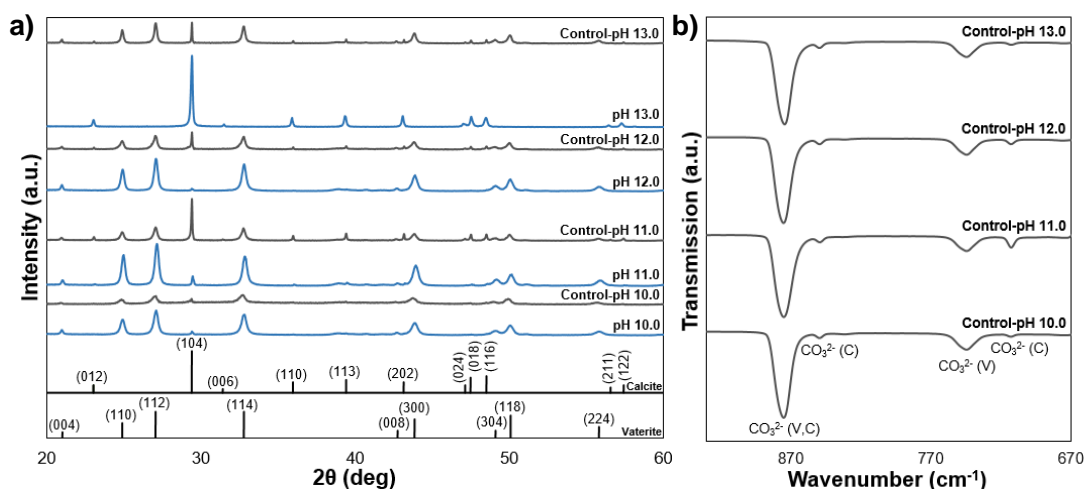 a)
Control-pH 13.0
pH 13.0
Control-pH 12.0
pH 12.0
Control-pH 11.0
pH 11.0
Control-pH 10.0
pH 10.0
Intensity (a.u.)
(012)
(104)
(006)
(110)
(113)
(202)
(024)
(018)
(116)
(211)
(122)
Calcite
(004)
(110)
(112)
(114)
(008)
(300)
(304)
(118)
(224)
Vaterite
20 30 40 50 60
2θ (deg)
b)
Control-pH 13.0
Control-pH 12.0
Control-pH 11.0
Control-pH 10.0
Transmission (a.u.)
CO₃²⁻ (V,C)
CO₃²⁻ (C)
CO₃²⁻ (V)
CO₃²⁻ (C)
870 770 670
Wavenumber (cm⁻¹)